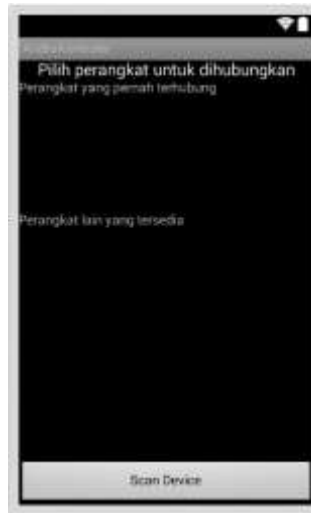 Pilih perangkat untuk dihubungkan
Perangkat yang pernah terhubung
Perangkat lain yang tersedia
Scan Device